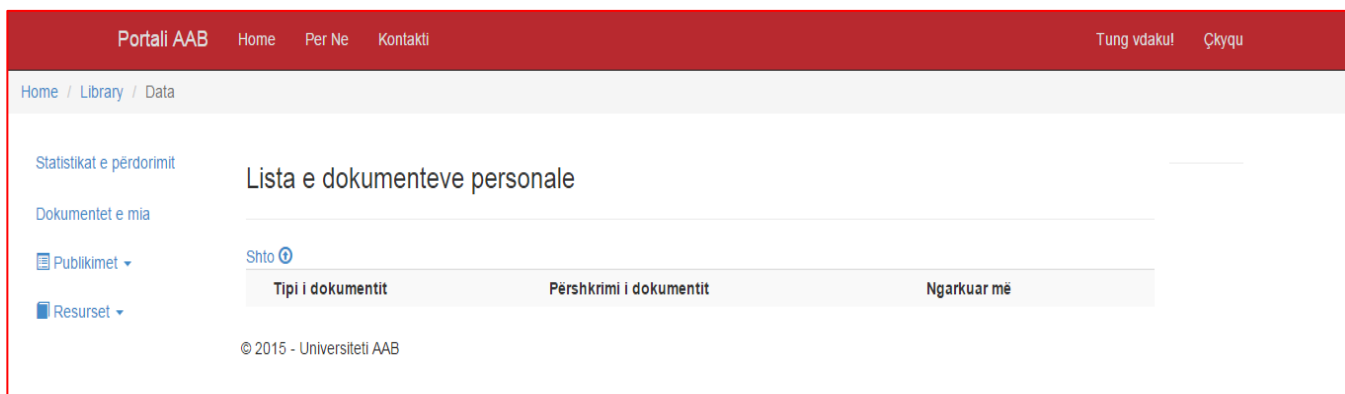 Portali AAB Home Per Ne Kontakti Tung vdaku! Çkyqu
Home / Library / Data
Statistikat e përdorimit
Lista e dokumenteve personale
Dokumentet e mia
Shto
Publikimet
Tipi i dokumentit Përshkrimi i dokumentit Ngarkuar më
Resurset
© 2015 - Universiteti AAB